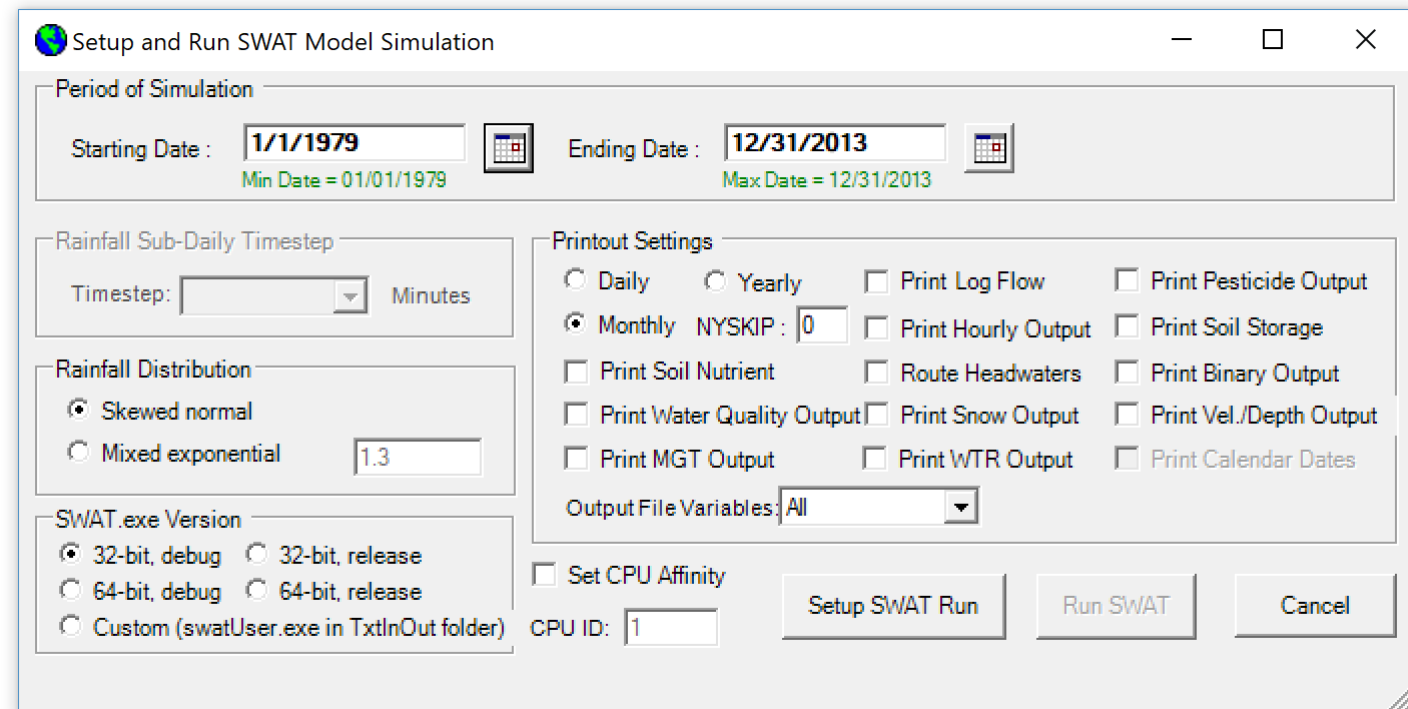 Setup and Run SWAT Model Simulation
Period of Simulation
Starting Date : 1/1/1979 Ending Date : 12/31/2013
Min Date = 01/01/1979 Max Date = 12/31/2013
Rainfall Sub-Daily Timestep
Timestep: Minutes
Rainfall Distribution
Skewed normal
Mixed exponential 1.3
SWAT.exe Version
32-bit, debug 32-bit, release
64-bit, debug 64-bit, release
Custom (swatUser.exe in TxtInOut folder)
Printout Settings
Daily Yearly Print Log Flow Print Pesticide Output
Monthly NYSKIP : 0 Print Hourly Output Print Soil Storage
Print Soil Nutrient Route Headwaters Print Binary Output
Print Water Quality Output Print Snow Output Print Vel./Depth Output
Print MGT Output Print WTR Output Print Calendar Dates
Output File Variables: All
Set CPU Affinity
CPU ID: 1
Setup SWAT Run Run SWAT Cancel